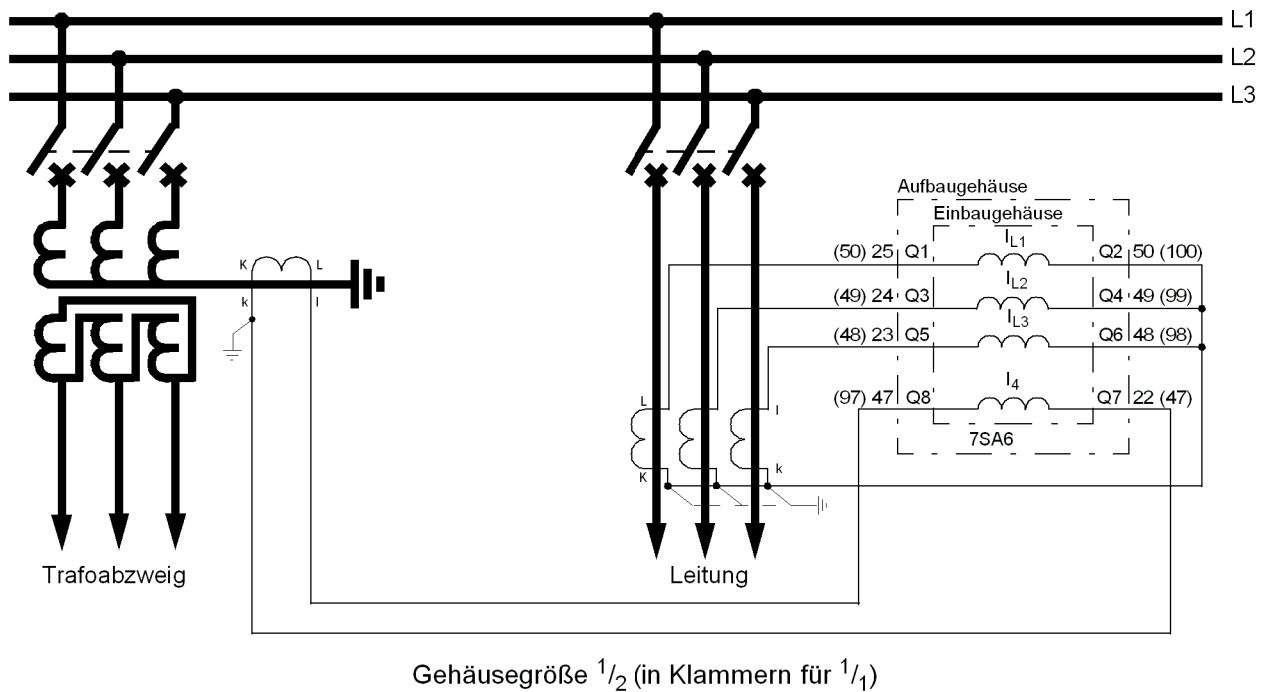 L1
L2
L3
Aufbaugehäuse
Einbaugehäuse
(50) 25 Q1 I_L1 Q2 50 (100)
(49) 24 Q3 I_L2 Q4 49 (99)
(48) 23 Q5 I_L3 Q6 48 (98)
(97) 47 Q8 I_4 Q7 22 (47)
7SA6
K L
k l
L l
K k
Trafoabzweig
Leitung
Gehäusegröße 1/2 (in Klammern für 1/1)